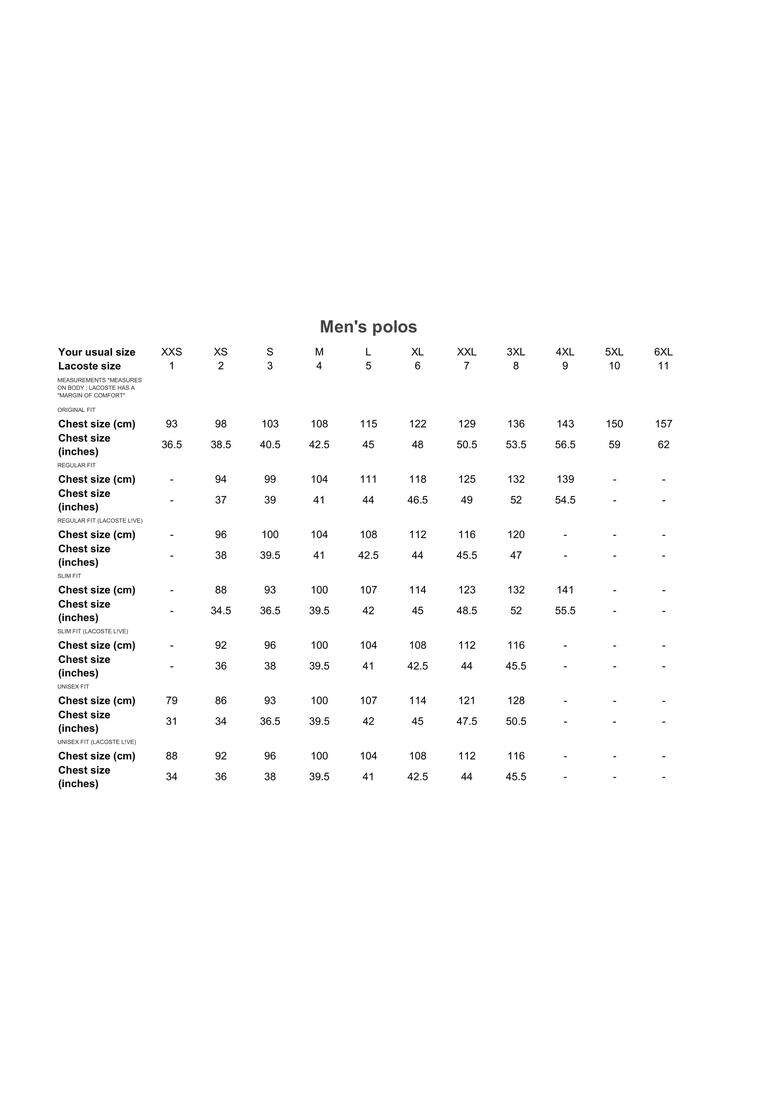 Men's polos
Your usual size XXS XS S M L XL XXL 3XL 4XL 5XL 6XL
Lacoste size 1 2 3 4 5 6 7 8 9 10 11
MEASUREMENTS "MEASURES
ON BODY ; LACOSTE HAS A
"MARGIN OF COMFORT"
ORIGINAL FIT
Chest size (cm) 93 98 103 108 115 122 129 136 143 150 157
Chest size
(inches) 36.5 38.5 40.5 42.5 45 48 50.5 53.5 56.5 59 62
REGULAR FIT
Chest size (cm) - 94 99 104 111 118 125 132 139 - -
Chest size
(inches) - 37 39 41 44 46.5 49 52 54.5 - -
REGULAR FIT (LACOSTE L!VE)
Chest size (cm) - 96 100 104 108 112 116 120 - - -
Chest size
(inches) - 38 39.5 41 42.5 44 45.5 47 - - -
SLIM FIT
Chest size (cm) - 88 93 100 107 114 123 132 141 - -
Chest size
(inches) - 34.5 36.5 39.5 42 45 48.5 52 55.5 - -
SLIM FIT (LACOSTE L!VE)
Chest size (cm) - 92 96 100 104 108 112 116 - - -
Chest size
(inches) - 36 38 39.5 41 42.5 44 45.5 - - -
UNISEX FIT
Chest size (cm) 79 86 93 100 107 114 121 128 - - -
Chest size
(inches) 31 34 36.5 39.5 42 45 47.5 50.5 - - -
UNISEX FIT (LACOSTE L!VE)
Chest size (cm) 88 92 96 100 104 108 112 116 - - -
Chest size
(inches) 34 36 38 39.5 41 42.5 44 45.5 - - -